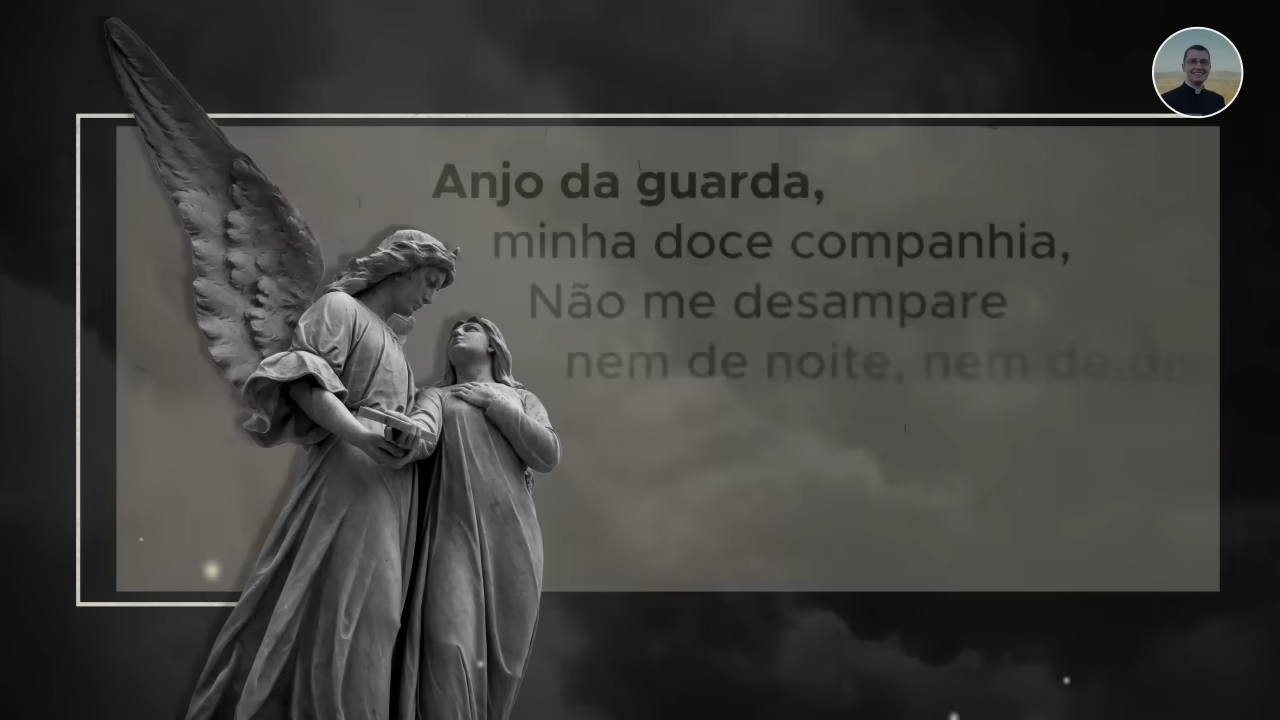 Anjo da guarda,
minha doce companhia,
Não me desampare
nem de noite, nem de